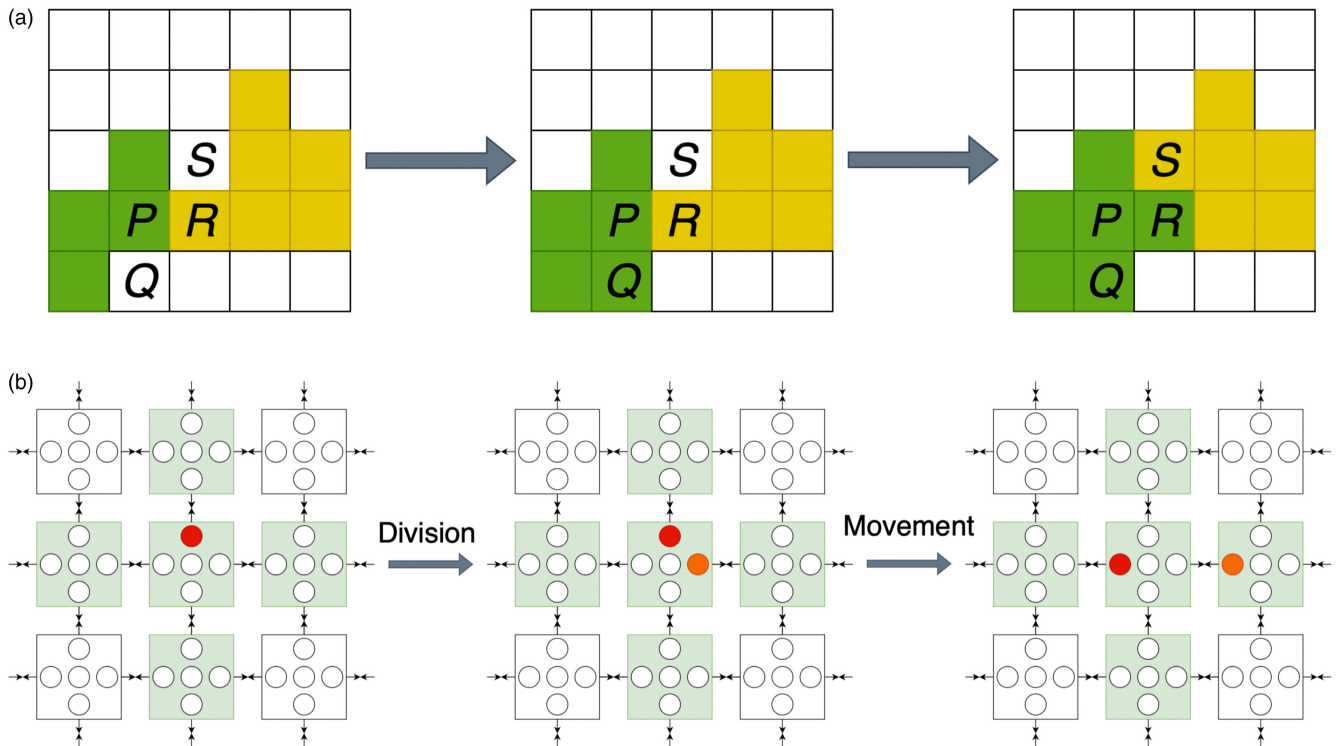 (a)
S S S
P R P R P R
Q Q Q
(b)
Division
Movement